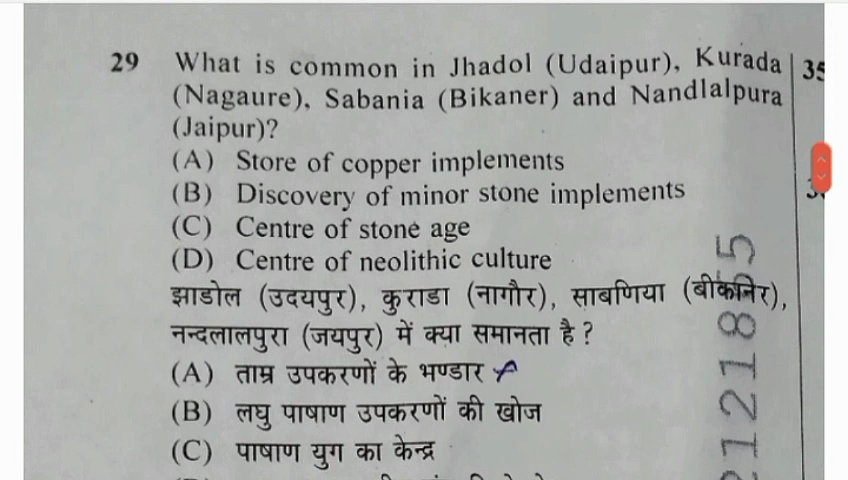 29 What is common in Jhadol (Udaipur), Kurada
(Nagaure), Sabania (Bikaner) and Nandlalpura
(Jaipur)?
(A) Store of copper implements
(B) Discovery of minor stone implements
(C) Centre of stone age
(D) Centre of neolithic culture
झाडोल (उदयपुर), कुराडा (नागौर), साबणिया (बीकानेर),
नन्दलालपुरा (जयपुर) में क्या समानता है ?
(A) ताम्र उपकरणों के भण्डार
(B) लघु पाषाण उपकरणों की खोज
(C) पाषाण युग का केन्द्र
35
212185